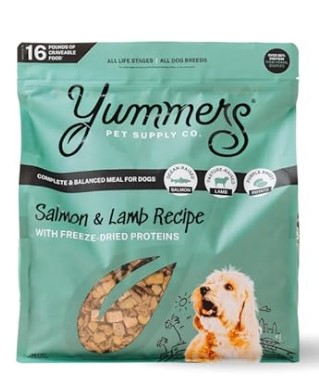 16 POUNDS OF
CRAVEABLE
FOOD
ALL LIFE STAGES | ALL DOG BREEDS
Yummers®
PET SUPPLY CO.
COMPLETE & BALANCED MEAL FOR DOGS
SALMON
LAMB
POTATO
Salmon & Lamb Recipe
WITH FREEZE-DRIED PROTEINS